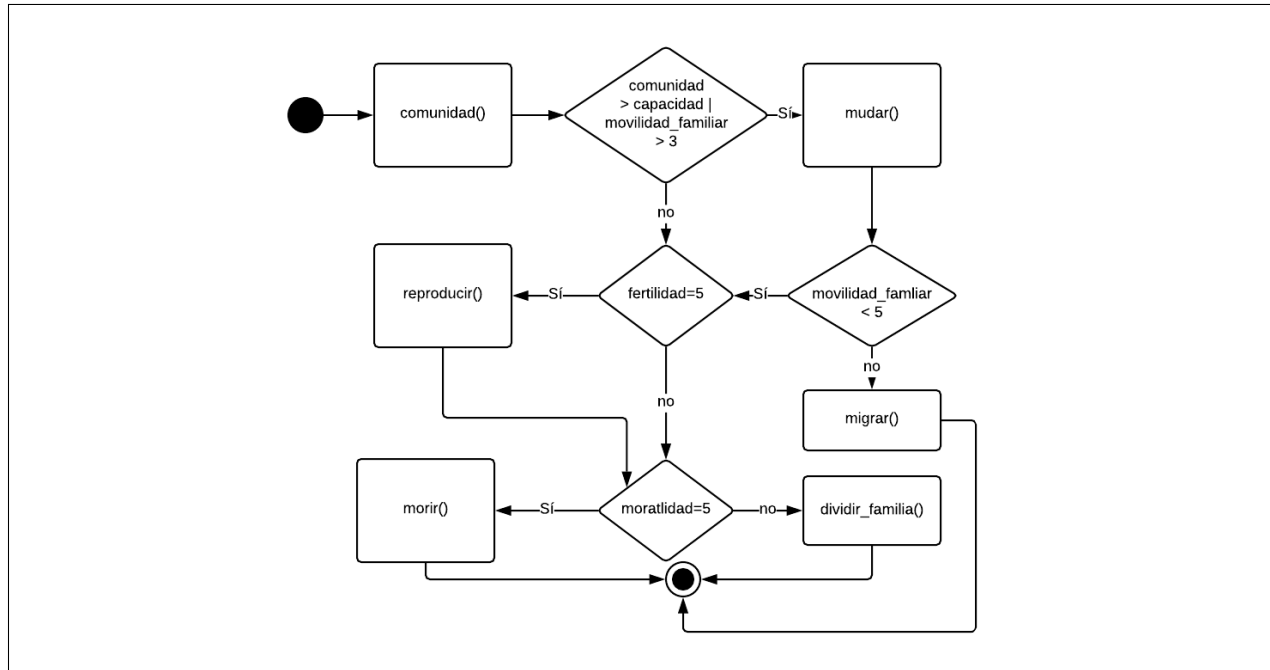 comunidad()
comunidad
> capacidad |
movilidad_familiar
> 3
Sí
mudar()
no
reproducir()
Sí
fertilidad=5
Sí
movilidad_famliar
< 5
no
no
migrar()
morir()
Sí
moratlidad=5
no
dividir_familia()